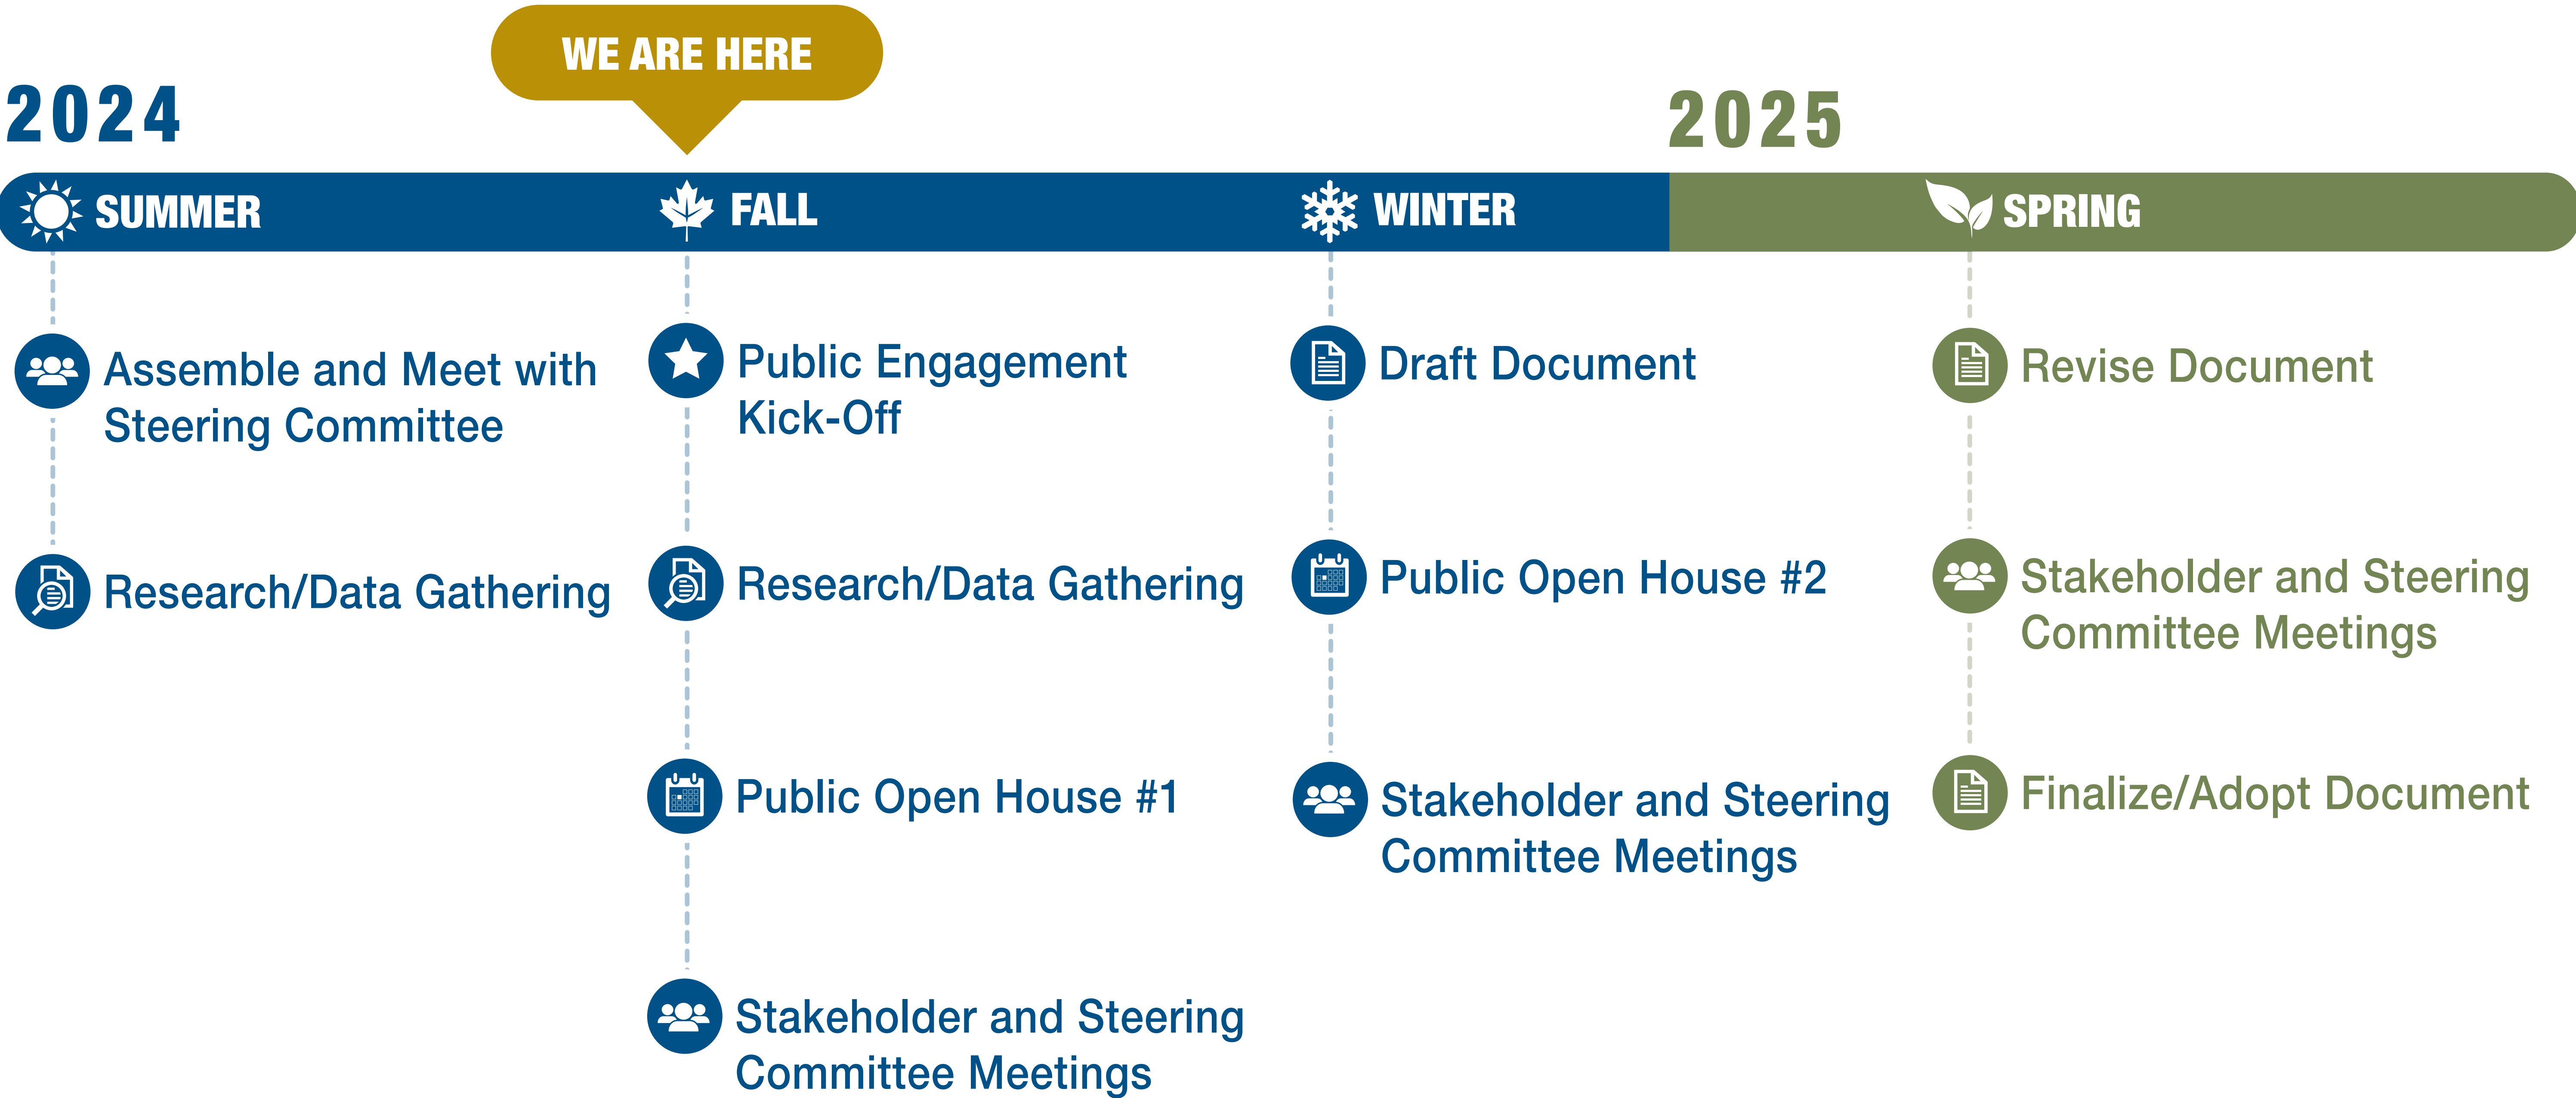 WE ARE HERE
2024
2025
SUMMER
FALL
WINTER
SPRING
Assemble and Meet with
Steering Committee
Research/Data Gathering
Public Engagement
Kick-Off
Research/Data Gathering
Public Open House #1
Stakeholder and Steering
Committee Meetings
Draft Document
Public Open House #2
Stakeholder and Steering
Committee Meetings
Revise Document
Stakeholder and Steering
Committee Meetings
Finalize/Adopt Document